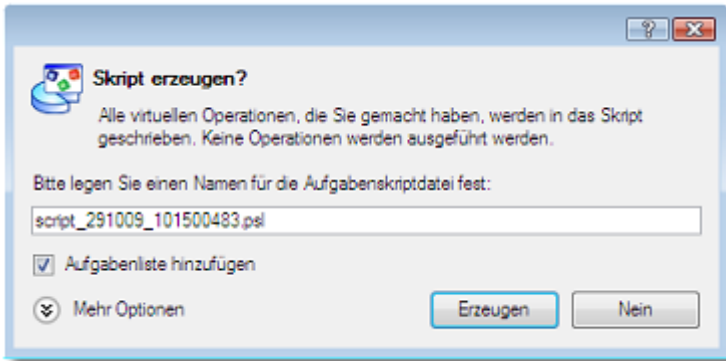 Skript erzeugen?
Alle virtuellen Operationen, die Sie gemacht haben, werden in das Skript
geschrieben. Keine Operationen werden ausgeführt werden.
Bitte legen Sie einen Namen für die Aufgabenskriptdatei fest:
script_291009_101500483.psl
Aufgabenliste hinzufügen
Mehr Optionen
Erzeugen
Nein